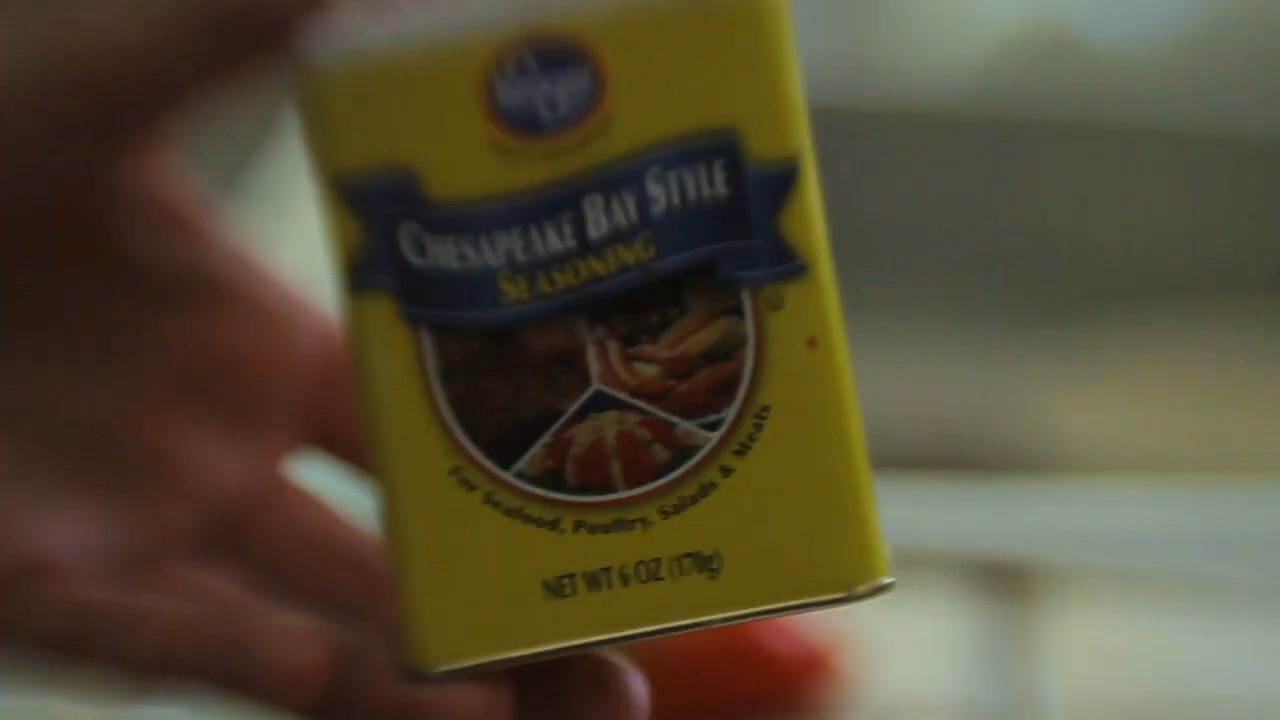 CHESAPEAKE BAY STYLE
SEASONING
For Seafood, Poultry, Salads & Meats
NET WT 6 OZ (170g)